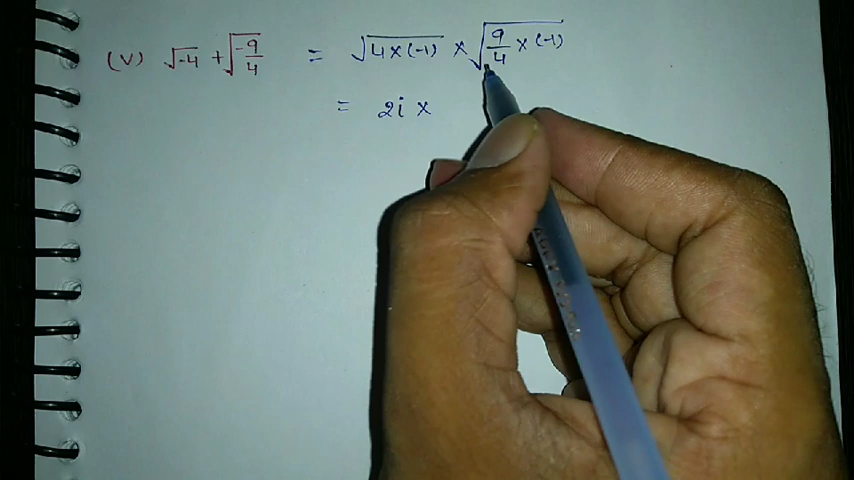 (V) √-4 + √-9/4 = √4×(-1) × √9/4 × (-1)
= 2i ×